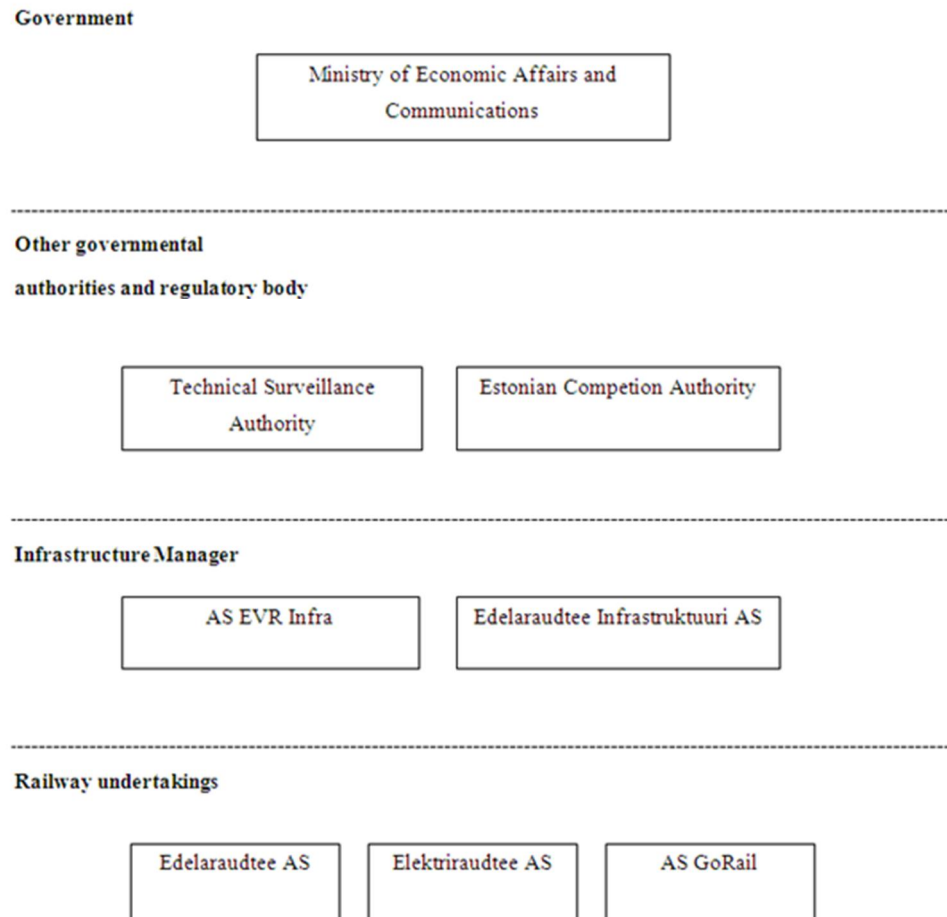 Government
Ministry of Economic Affairs and
Communications
Other governmental
authorities and regulatory body
Technical Surveillance
Authority
Estonian Competion Authority
Infrastructure Manager
AS EVR Infra
Edelaraudtee Infrastruktuuri AS
Railway undertakings
Edelaraudtee AS
Elektriraudtee AS
AS GoRail